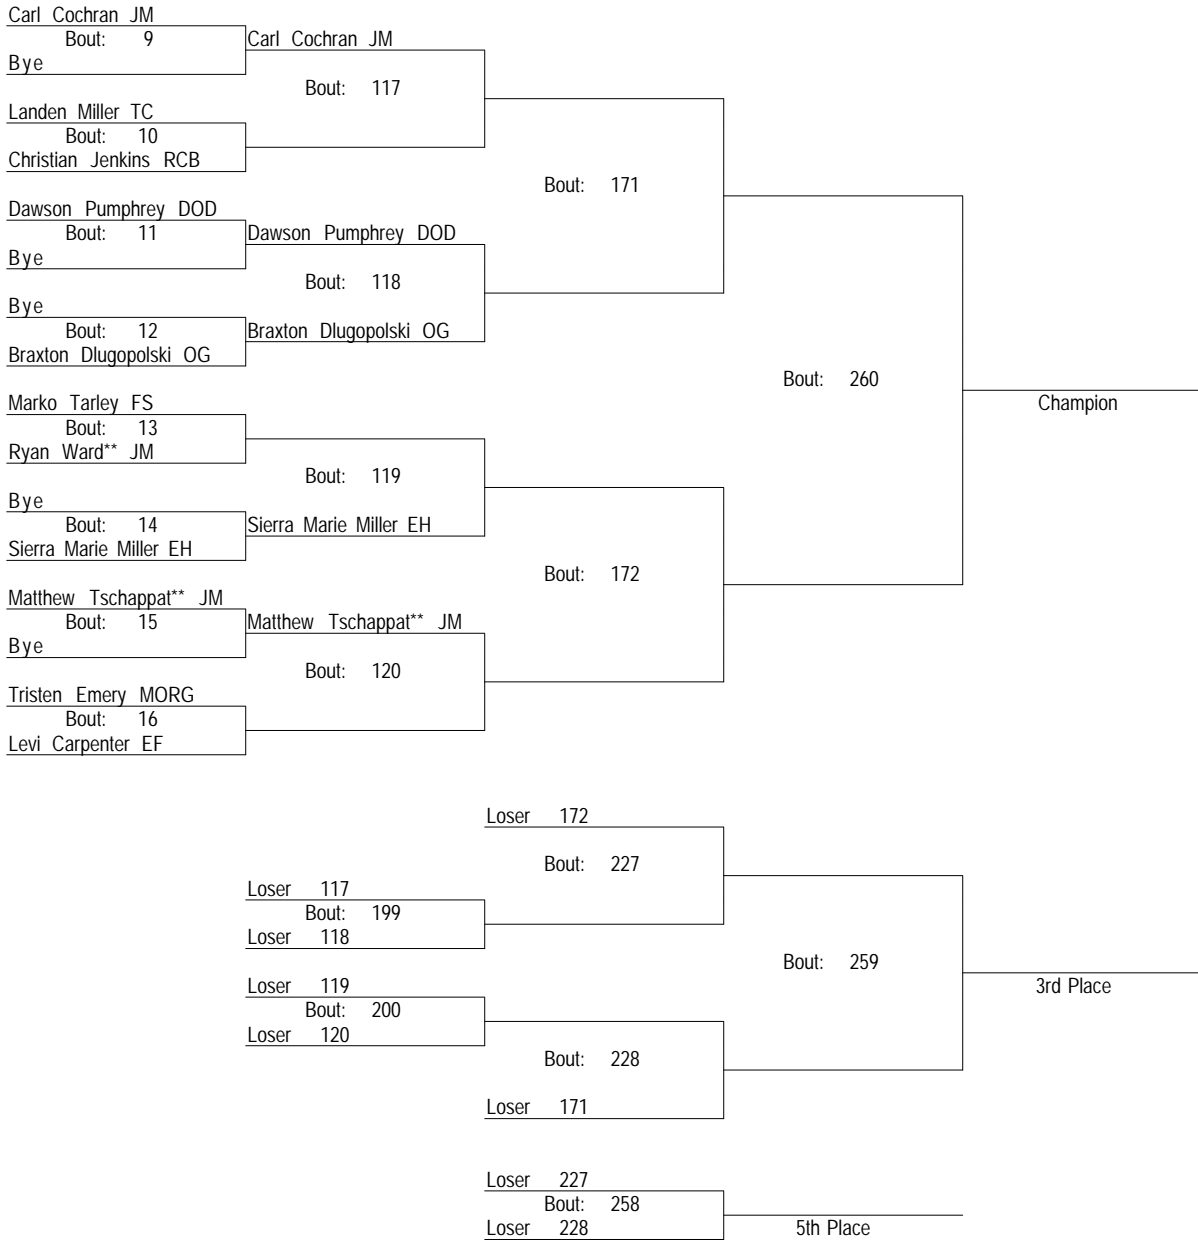 Carl Cochran JM
Bout: 9
Carl Cochran JM
Bye
Bout: 117
Landen Miller TC
Bout: 10
Christian Jenkins RCB
Bout: 171
Dawson Pumphrey DOD
Bout: 11
Dawson Pumphrey DOD
Bye
Bout: 118
Bye
Bout: 12
Braxton Dlugopolski OG
Braxton Dlugopolski OG
Bout: 260
Champion
Marko Tarley FS
Bout: 13
Ryan Ward** JM
Bout: 119
Bye
Bout: 14
Sierra Marie Miller EH
Sierra Marie Miller EH
Bout: 172
Matthew Tschappat** JM
Bout: 15
Matthew Tschappat** JM
Bye
Bout: 120
Tristen Emery MORG
Bout: 16
Levi Carpenter EF
Loser 172
Bout: 227
Loser 117
Bout: 199
Loser 118
Bout: 259
Loser 119
3rd Place
Bout: 200
Loser 120
Bout: 228
Loser 171
Loser 227
Bout: 258
Loser 228
5th Place